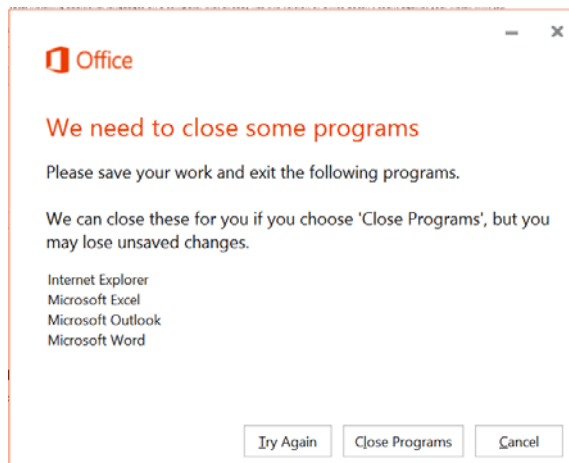 Office
We need to close some programs
Please save your work and exit the following programs.
We can close these for you if you choose 'Close Programs', but you
may lose unsaved changes.
Internet Explorer
Microsoft Excel
Microsoft Outlook
Microsoft Word
Try Again
Close Programs
Cancel